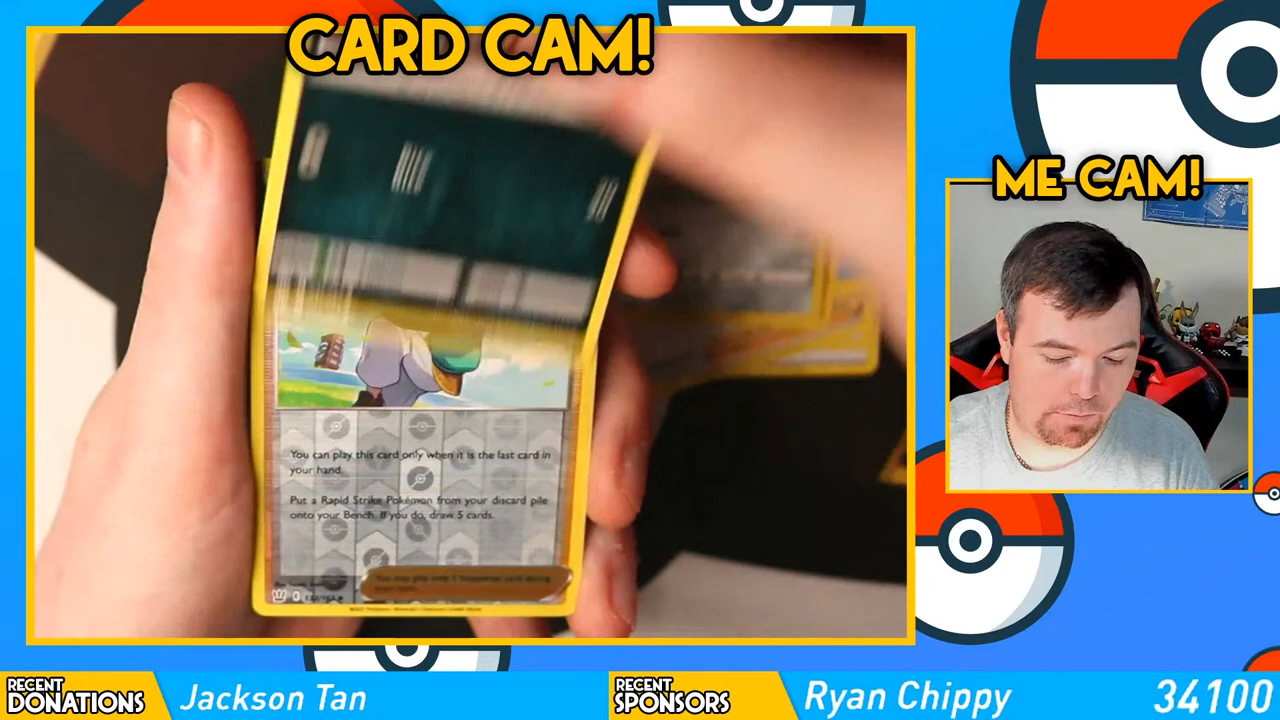 CARD CAM!
ME CAM!
You can play this card only when it is the last card in
your hand.
Put a Rapid Strike Pokémon from your discard pile
onto your Bench. If you do, draw 5 cards.
RECENT
DONATIONS
Jackson Tan
RECENT
SPONSORS
Ryan Chippy
34100